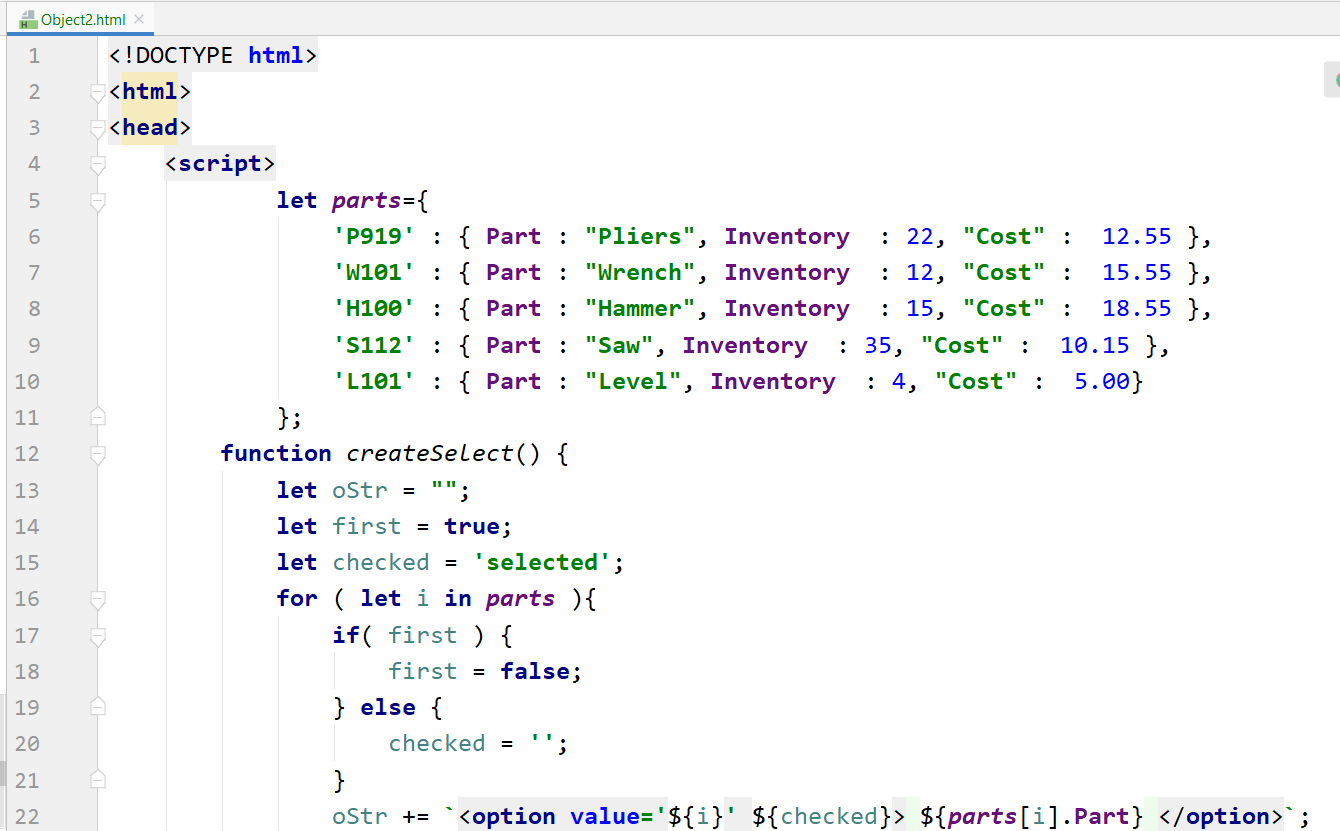 Object2.html
1 <!DOCTYPE html>
2 <html>
3 <head>
4 <script>
5 let parts={
6 'P919' : { Part : "Pliers", Inventory : 22, "Cost" : 12.55 },
7 'W101' : { Part : "Wrench", Inventory : 12, "Cost" : 15.55 },
8 'H100' : { Part : "Hammer", Inventory : 15, "Cost" : 18.55 },
9 'S112' : { Part : "Saw", Inventory : 35, "Cost" : 10.15 },
10 'L101' : { Part : "Level", Inventory : 4, "Cost" : 5.00}
11 };
12 function createSelect() {
13 let oStr = "";
14 let first = true;
15 let checked = 'selected';
16 for ( let i in parts ){
17 if( first ) {
18 first = false;
19 } else {
20 checked = '';
21 }
22 oStr += `<option value='${i}' ${checked}> ${parts[i].Part} </option>`;